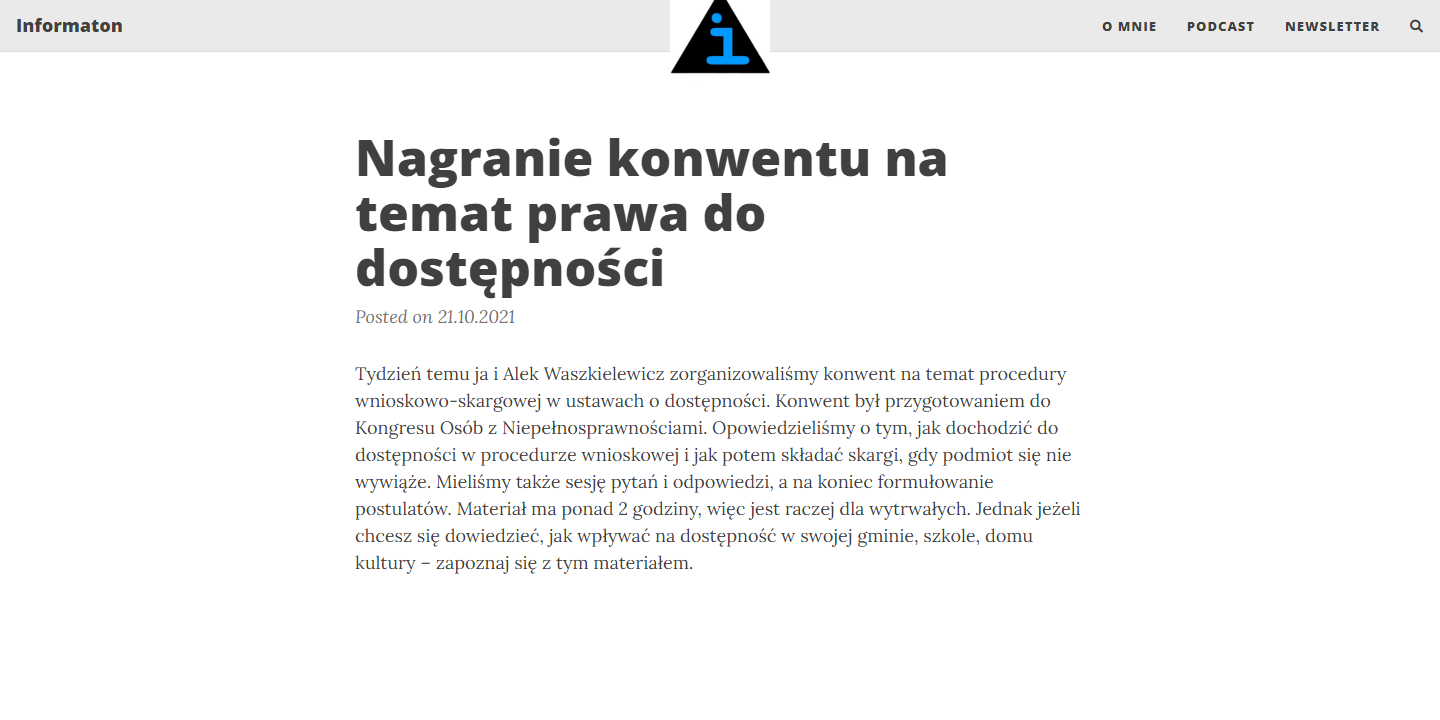 Informaton
i
O MNIE
PODCAST
NEWSLETTER
Nagranie konwentu na
temat prawa do
dostępności
Posted on 21.10.2021
Tydzień temu ja i Alek Waszkielewicz zorganizowaliśmy konwent na temat procedury
wnioskowo-skargowej w ustawach o dostępności. Konwent był przygotowaniem do
Kongresu Osób z Niepełnosprawnościami. Opowiedzieliśmy o tym, jak dochodzić do
dostępności w procedurze wnioskowej i jak potem składać skargi, gdy podmiot się nie
wywiąże. Mieliśmy także sesję pytań i odpowiedzi, a na koniec formułowanie
postulatów. Materiał ma ponad 2 godziny, więc jest raczej dla wytrwałych. Jednak jeżeli
chcesz się dowiedzieć, jak wpływać na dostępność w swojej gminie, szkole, domu
kultury – zapoznaj się z tym materiałem.